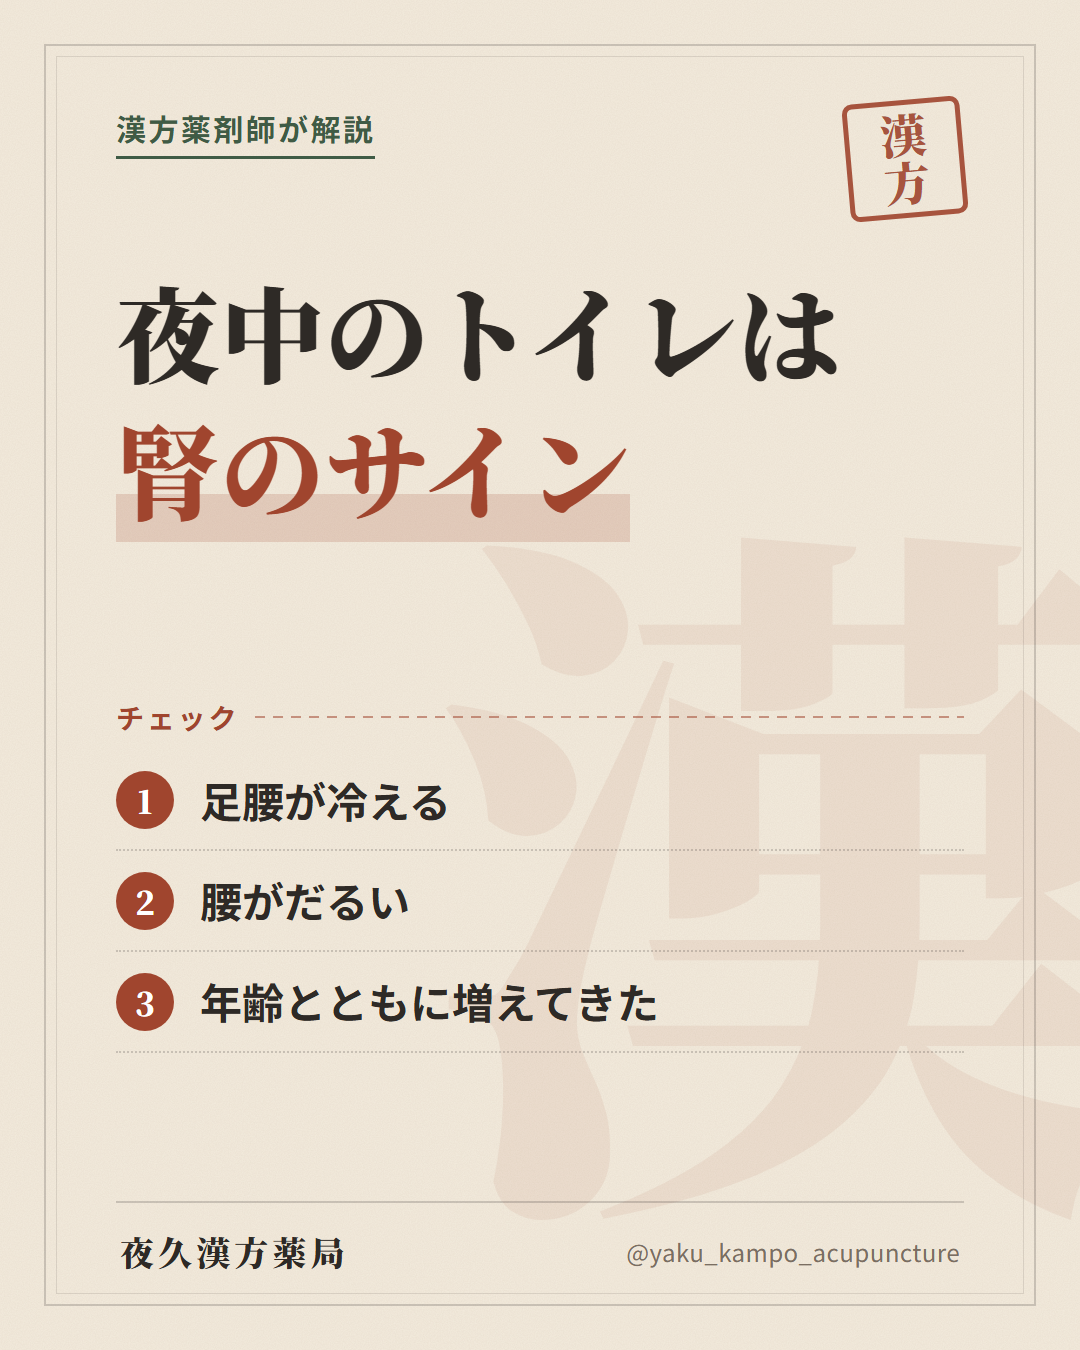 漢方薬剤師が解説
漢方
夜中のトイレは
腎のサイン
チェック
1 足腰が冷える
2 腰がだるい
3 年齢とともに増えてきた
夜久漢方薬局
@yaku_kampo_acupuncture
漢